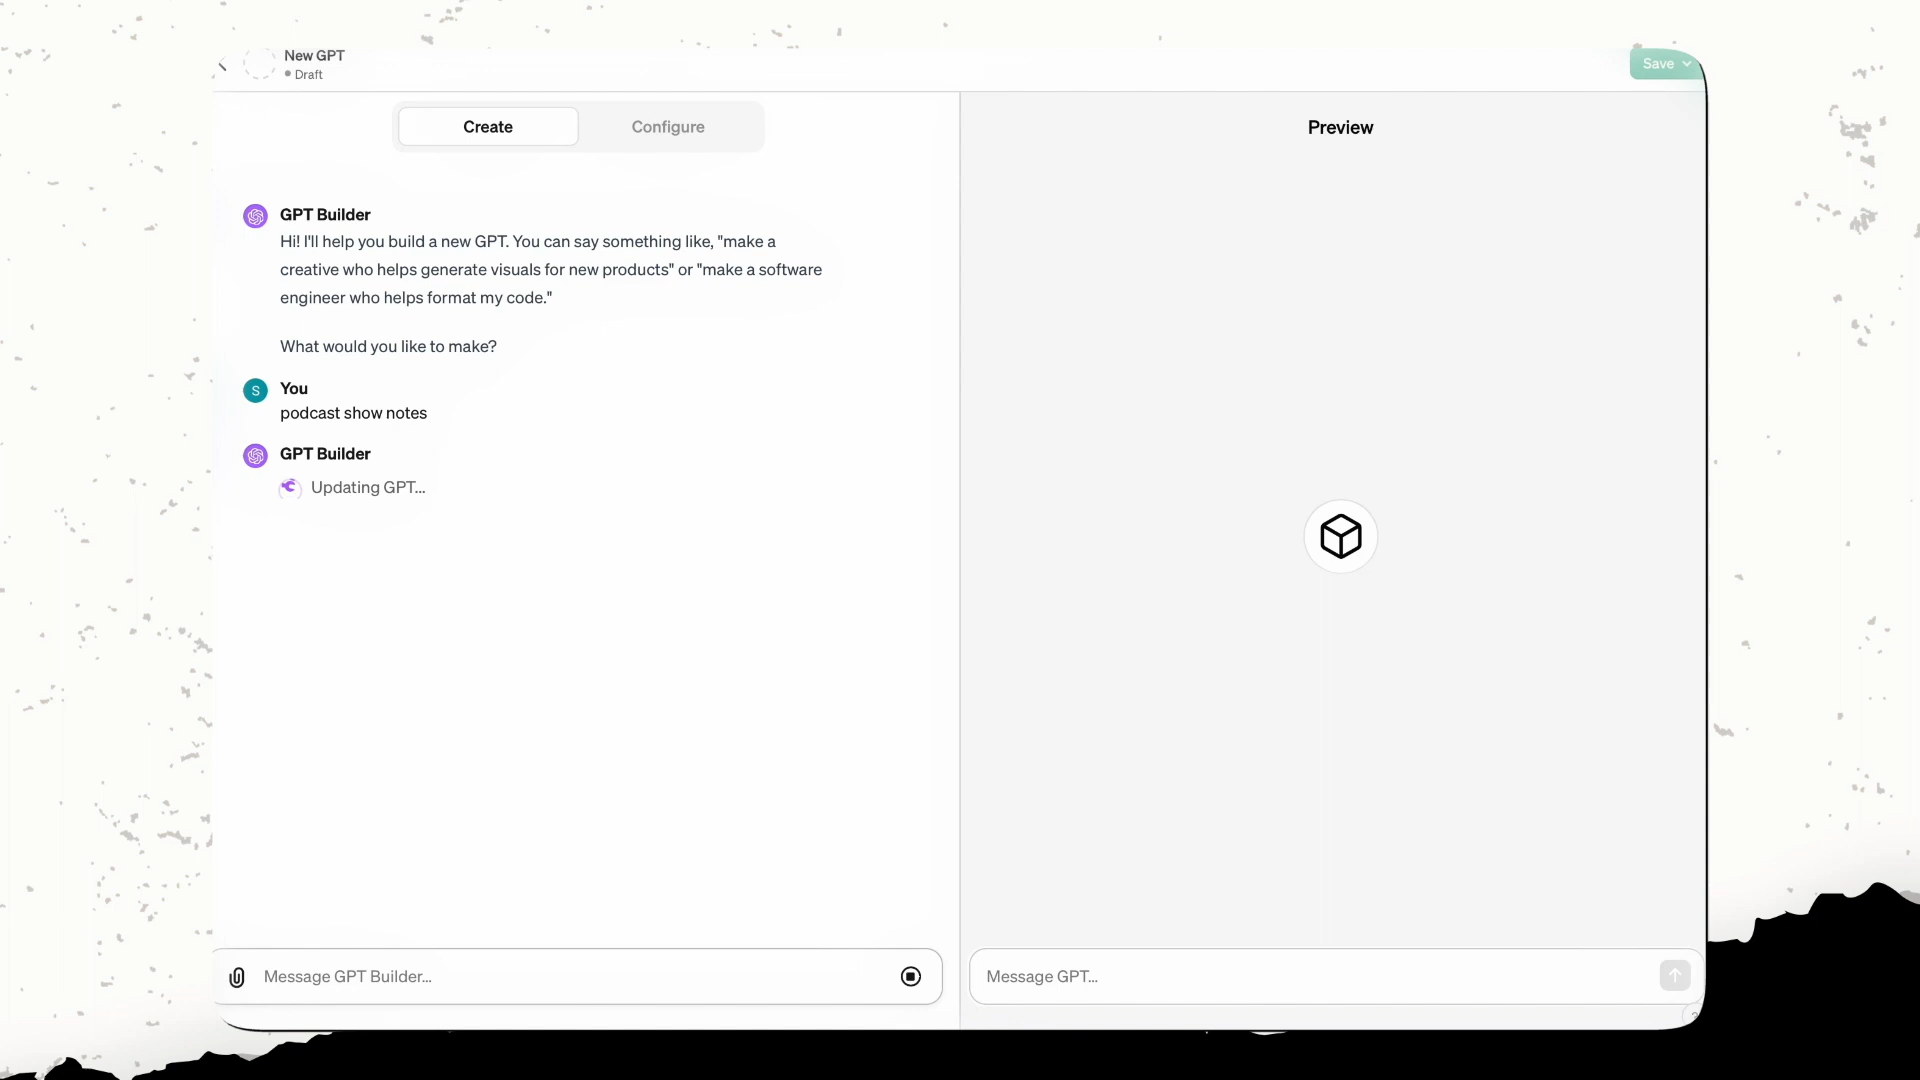 New GPT
Draft
Save
Create
Configure
Preview
GPT Builder
Hi! I'll help you build a new GPT. You can say something like, "make a
creative who helps generate visuals for new products" or "make a software
engineer who helps format my code."
What would you like to make?
S
You
podcast show notes
GPT Builder
Updating GPT...
Message GPT Builder...
Message GPT...